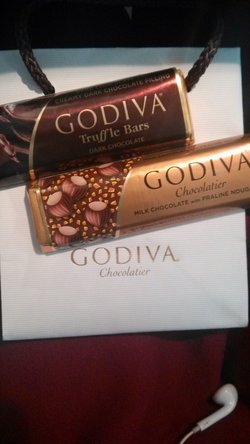 CREAMY DARK CHOCOLATE FILLING
GODIVA
Truffle Bars
DARK CHOCOLATE
GODIVA
Chocolatier
MILK CHOCOLATE with PRALINE NOUG
GODIVA
Chocolatier